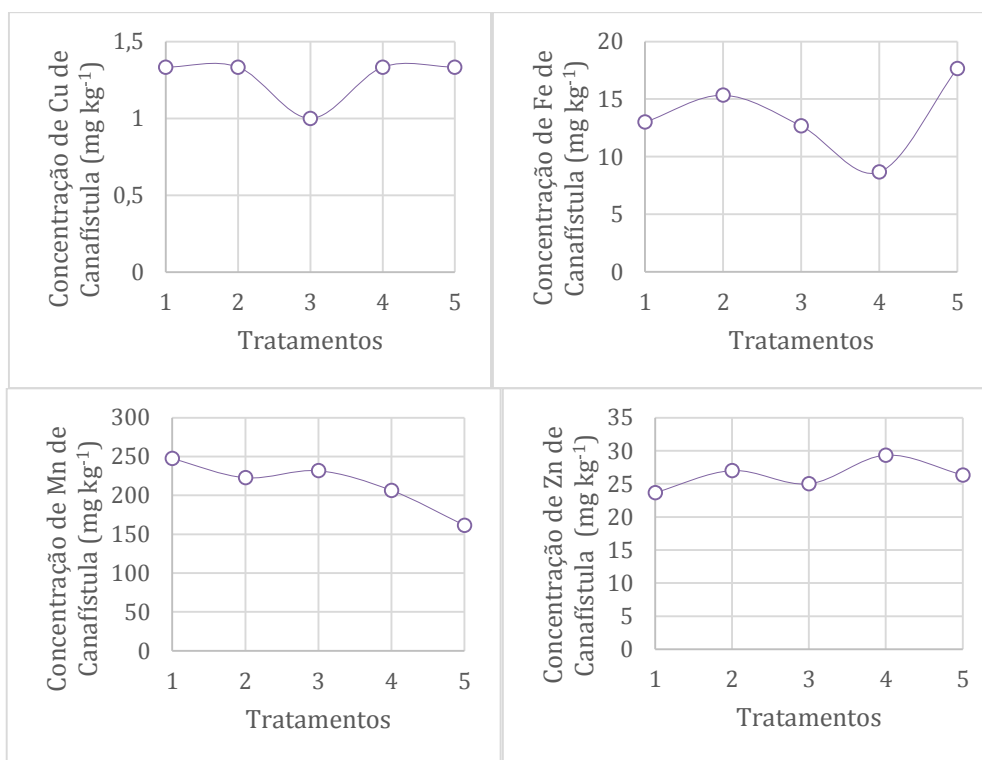 Concentração de Cu de
Canafístula (mg kg-1)
1,5
1
0,5
0
1 2 3 4 5
Tratamentos
Concentração de Fe de
Canafístula (mg kg-1)
20
15
10
5
0
1 2 3 4 5
Tratamentos
Concentração de Mn de
Canafístula (mg kg-1)
300
250
200
150
100
50
0
1 2 3 4 5
Tratamentos
Concentração de Zn de
Canafístula (mg kg-1)
35
30
25
20
15
10
5
0
1 2 3 4 5
Tratamentos